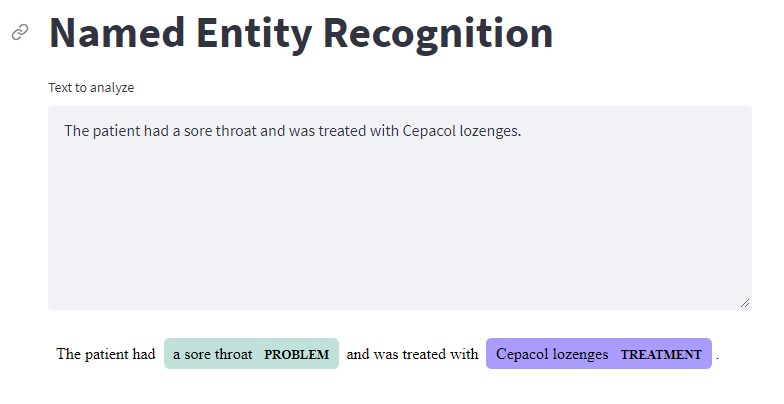 Named Entity Recognition
Text to analyze
The patient had a sore throat and was treated with Cepacol lozenges.
The patient had a sore throat PROBLEM and was treated with Cepacol lozenges TREATMENT .